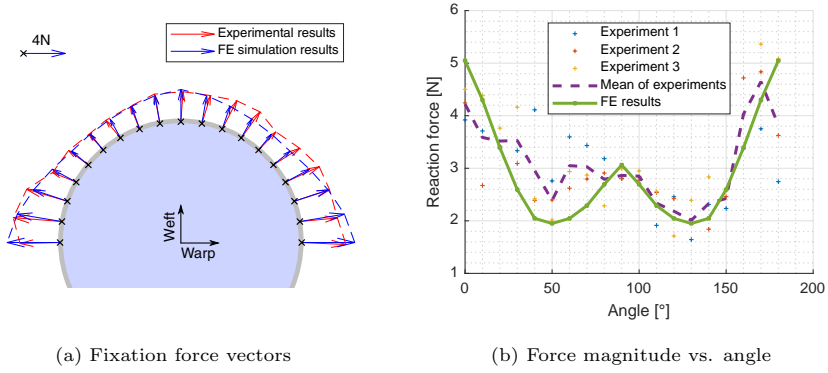 4N
Experimental results
FE simulation results
Weft
Warp
(a) Fixation force vectors
Reaction force [N]
6
5
4
3
2
1
0
50
100
150
200
Angle [°]
Experiment 1
Experiment 2
Experiment 3
Mean of experiments
FE results
(b) Force magnitude vs. angle